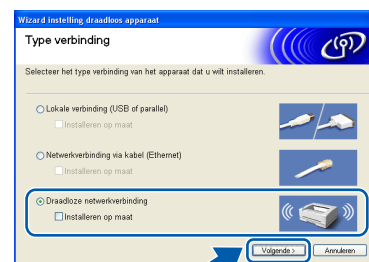 Wizard instelling draadloos apparaat
Type verbinding
Selecteer het type verbinding van het apparaat dat u wilt installeren.
Lokale verbinding (USB of parallel)
Installeren op maat
Netwerkverbinding via kabel (Ethernet)
Installeren op maat
Draadloze netwerkverbinding
Installeren op maat
Volgende >
Annuleren